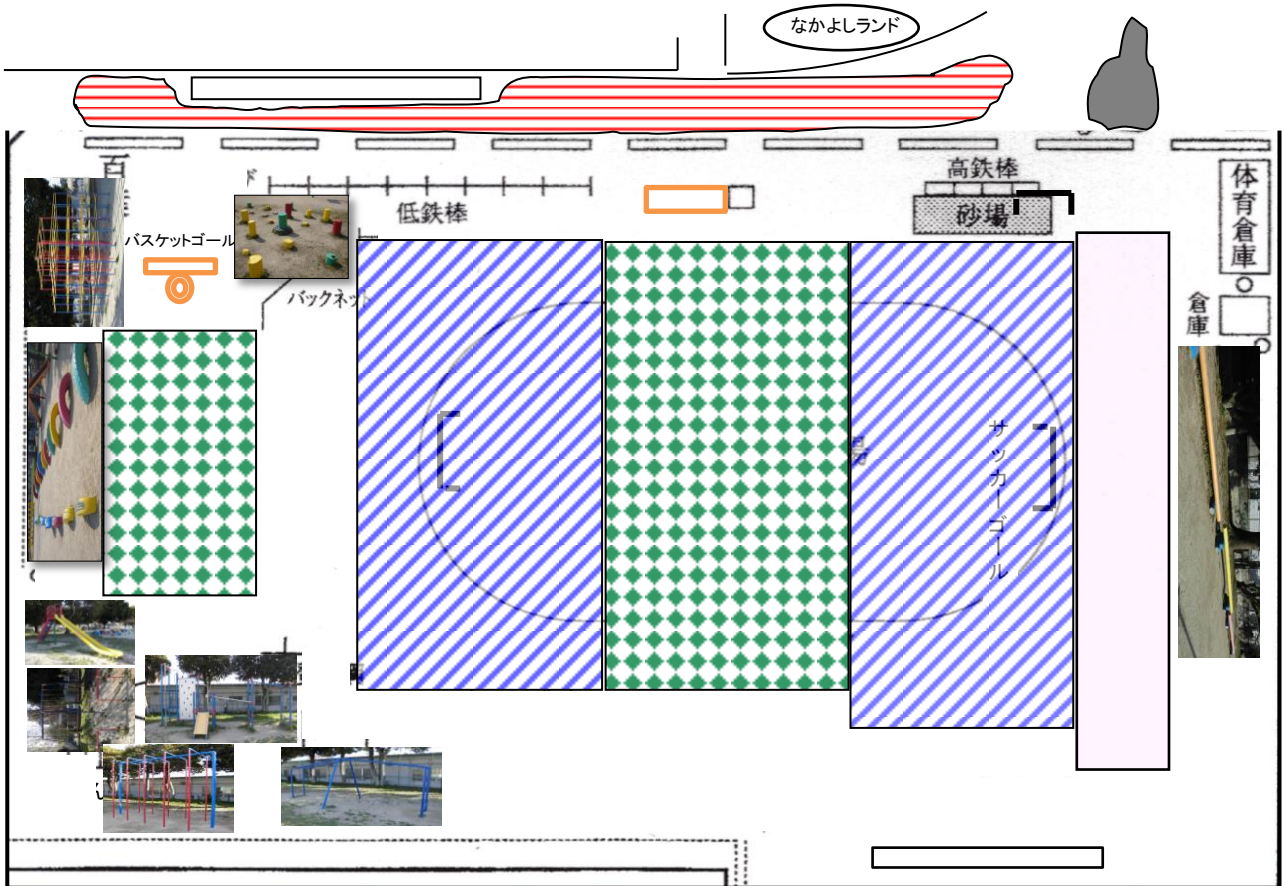 なかよしランド
百
高鉄棒
低鉄棒
砂場
体育倉庫
バスケットゴール
バックネッ
倉庫
サッカーゴール